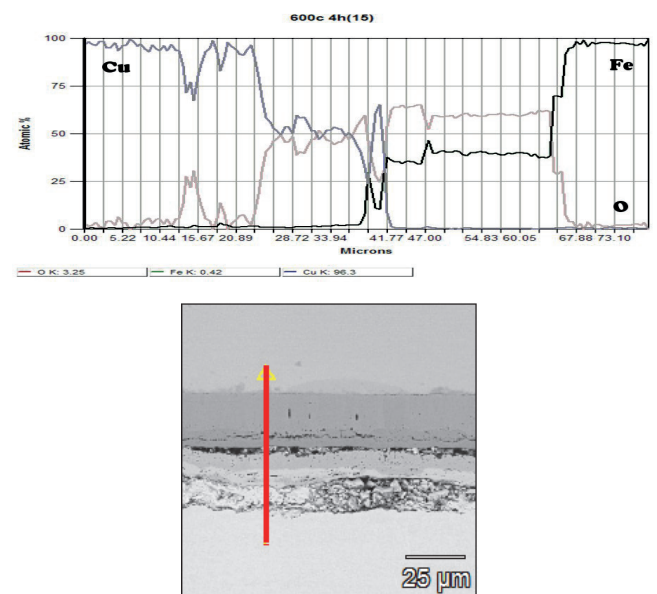 600c 4h(15)
100
75
50
25
0
Atomic %
Cu
Fe
O
0.00 5.22 10.44 15.67 20.89 28.72 33.94 41.77 47.00 54.83 60.05 67.88 73.10
Microns
O K: 3.25 Fe K: 0.42 Cu K: 96.3
25 µm